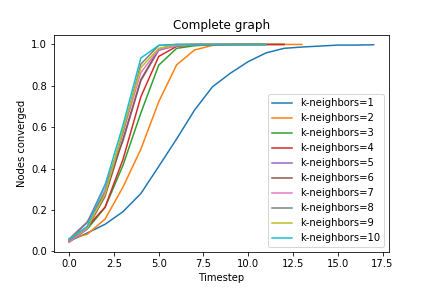 Complete graph
1.0
0.8
0.6
0.4
0.2
0.0
Nodes converged
k-neighbors=1
k-neighbors=2
k-neighbors=3
k-neighbors=4
k-neighbors=5
k-neighbors=6
k-neighbors=7
k-neighbors=8
k-neighbors=9
k-neighbors=10
0.0 2.5 5.0 7.5 10.0 12.5 15.0 17.5
Timestep